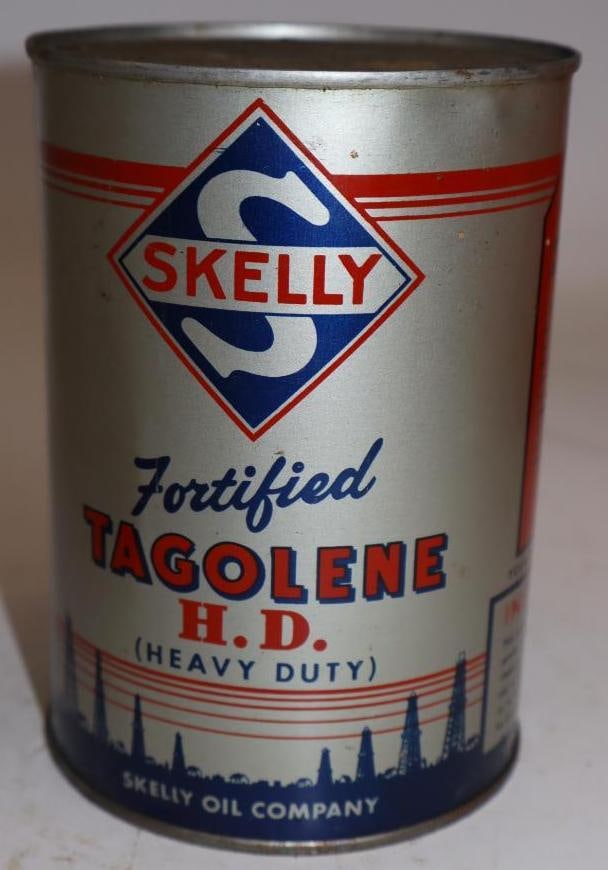 S
SKELLY
Fortified
TAGOLENE
H.D.
(HEAVY DUTY)
SKELLY OIL COMPANY